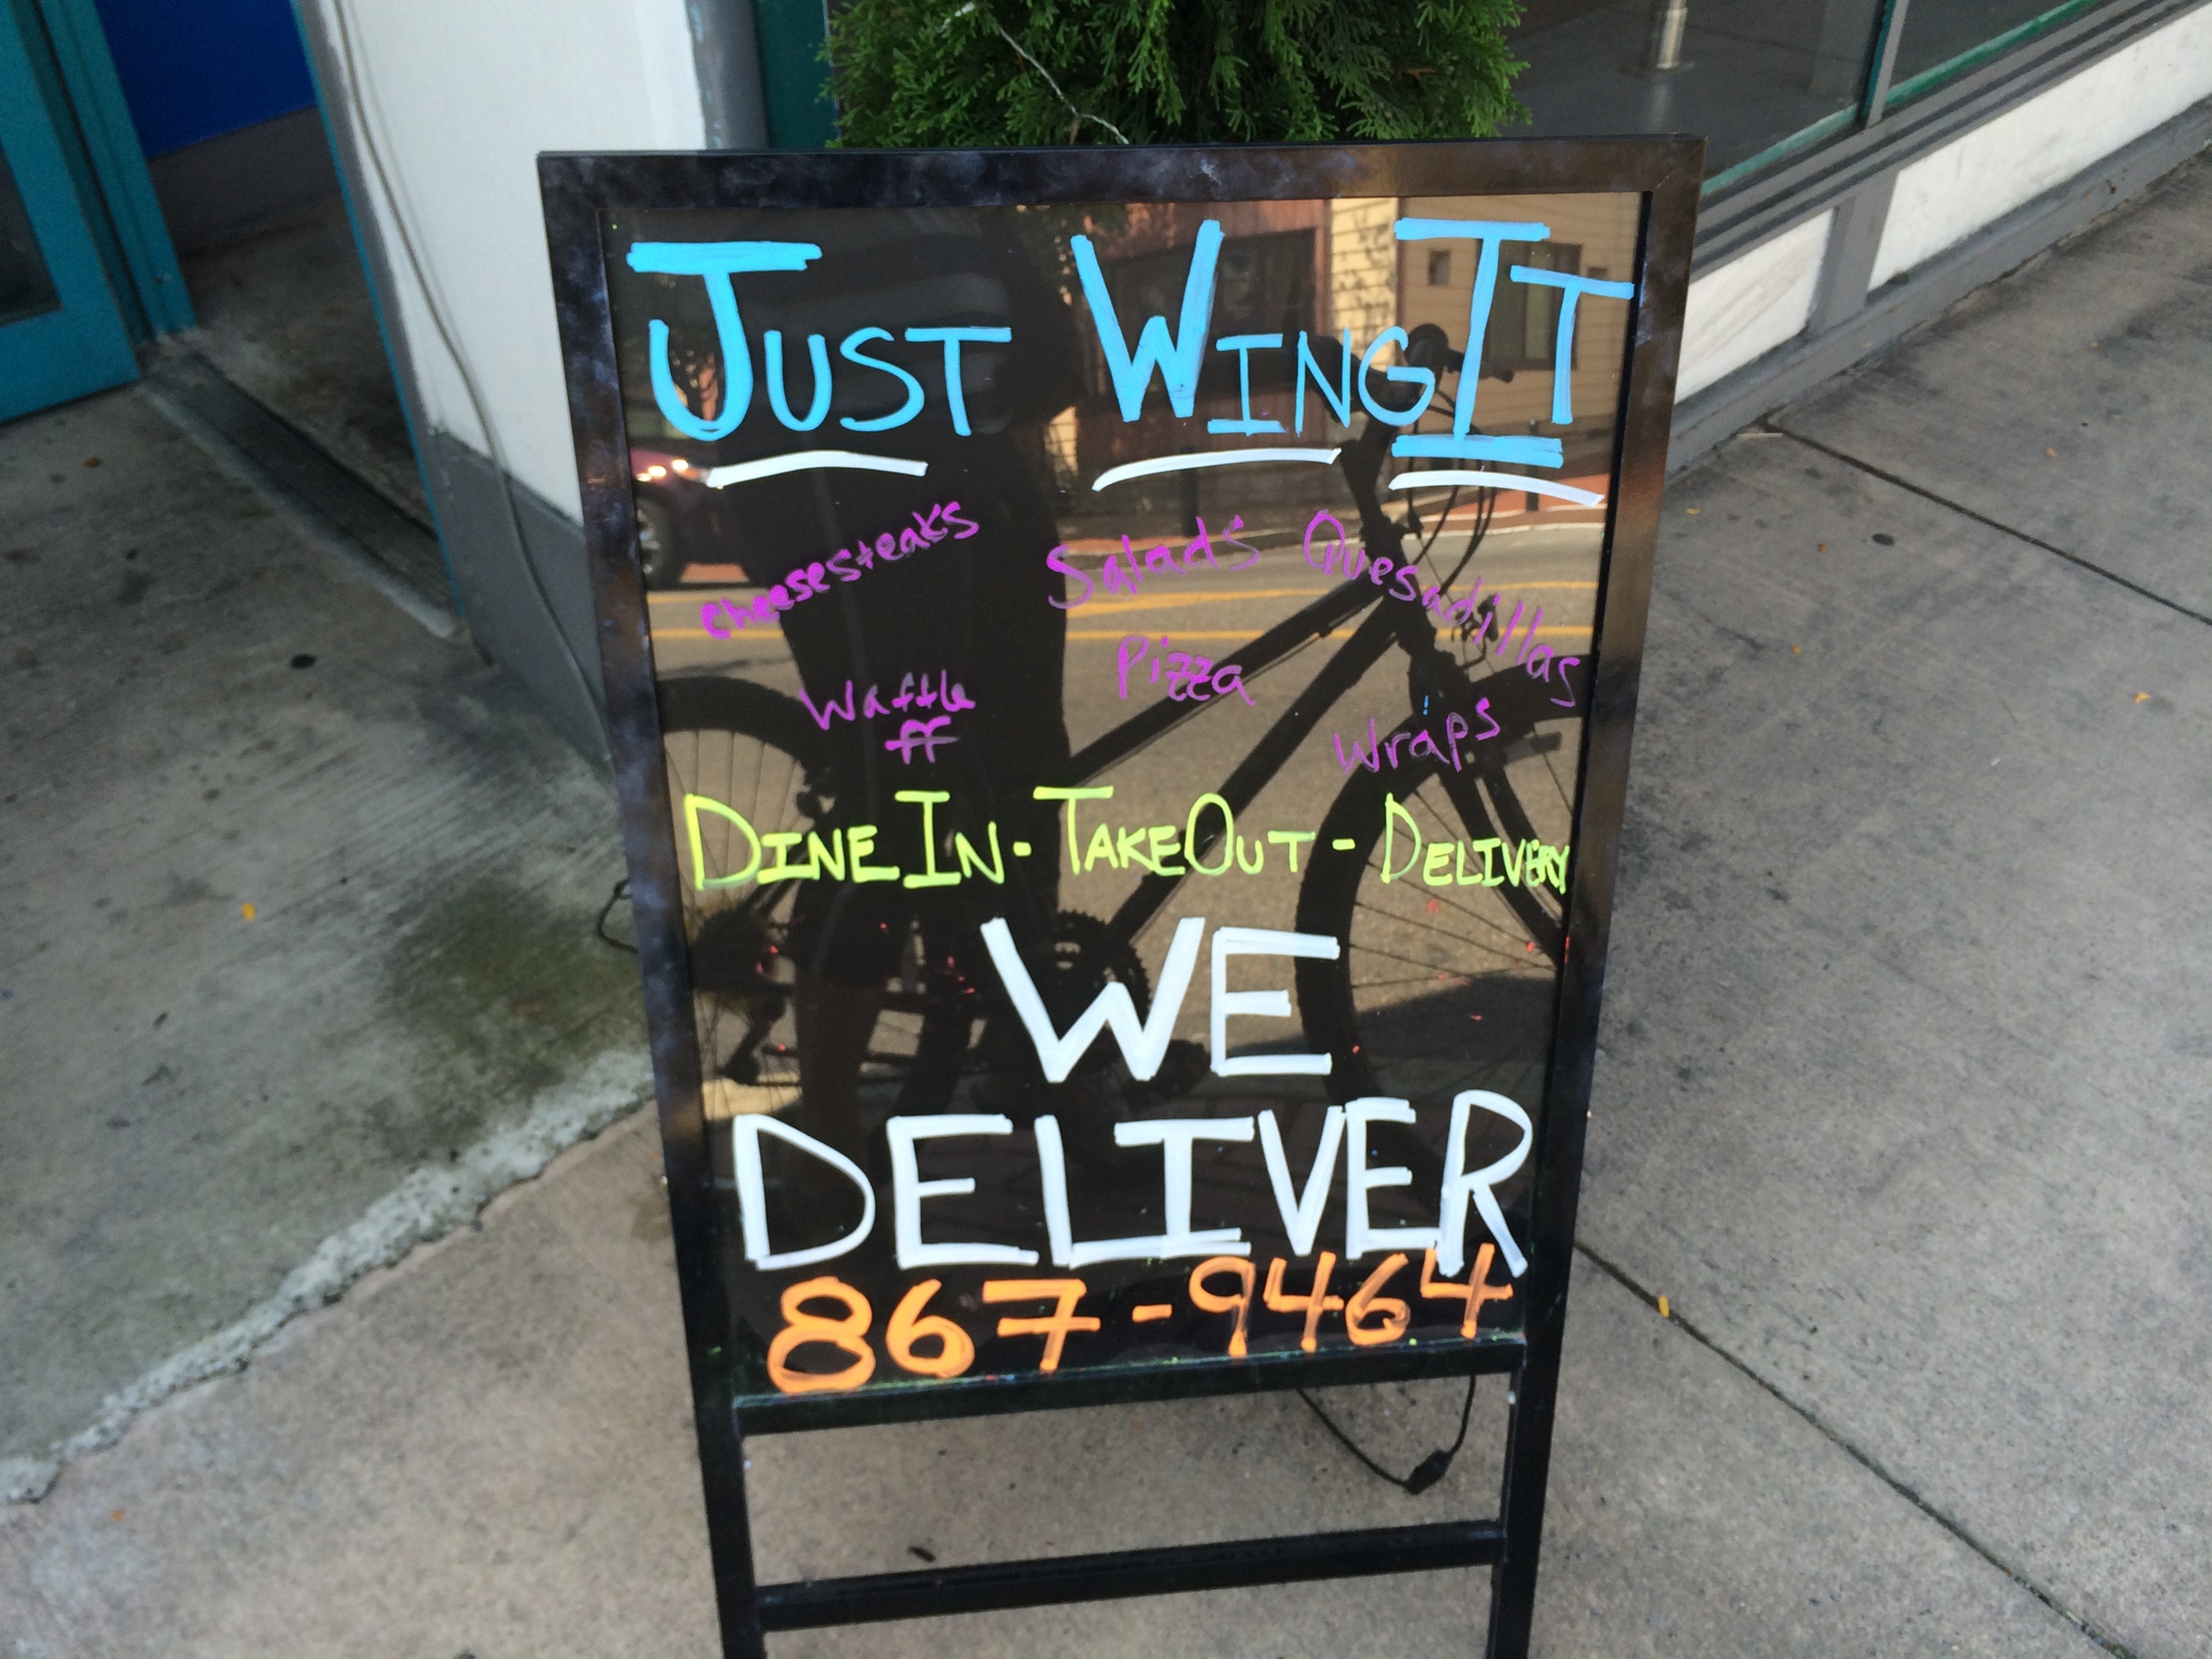 JUST WING IT
cheesesteaks Salads Quesadillas
Waffle Pizza
ff Wraps
DINE IN - TAKE OUT - DELIVERY
WE
DELIVER
867-9464